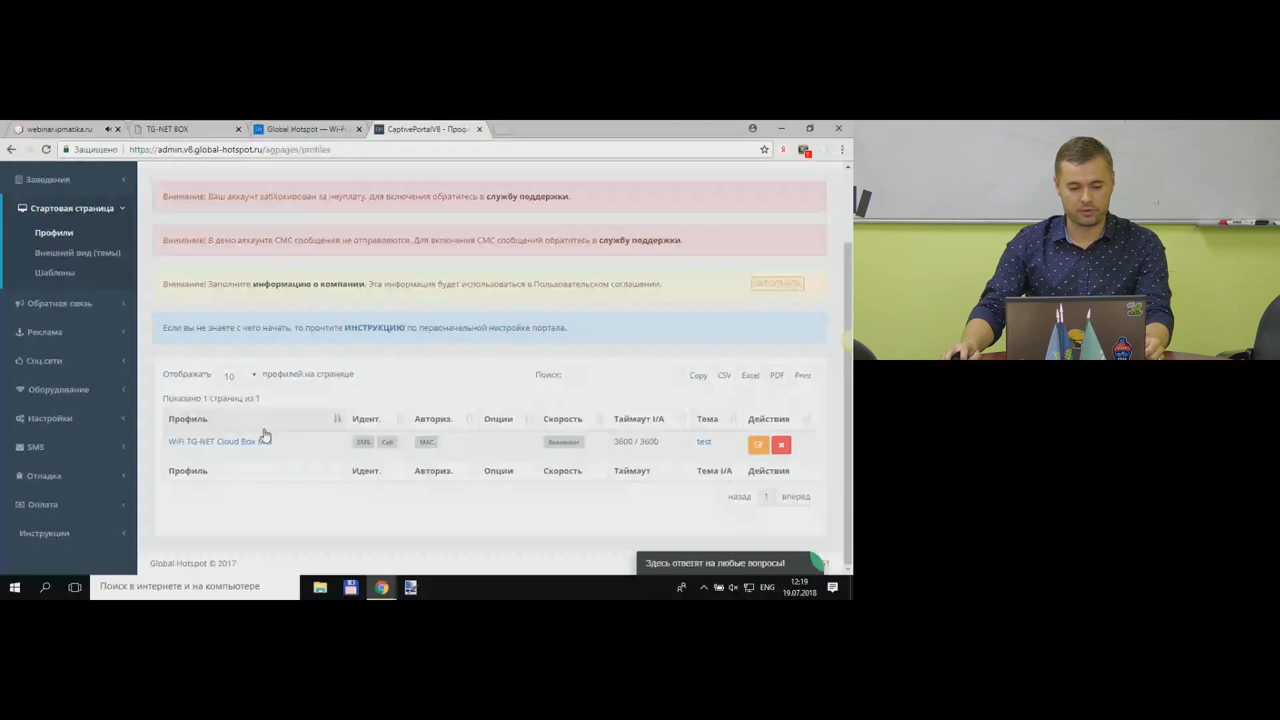 webinar.ipmatika.ru
TG-NET BOX
Global Hotspot — Wi-Fi
CaptivePortalV8 - Проф
Защищено
https://admin.v8.global-hotspot.ru/agpages/profiles
Заведения
Стартовая страница
Профили
Внешний вид (темы)
Шаблоны
Обратная связь
Реклама
Соц.сети
Оборудование
Настройки
SMS
Отладка
Оплата
Инструкции
Внимание! Ваш аккаунт заблокирован за неуплату. Для включения обратитесь в службу поддержки.
Внимание! В демо аккаунте СМС сообщения не отправляются. Для включения СМС сообщений обратитесь в службу поддержки.
Внимание! Заполните информацию о компании. Эта информация будет использоваться в Пользовательском соглашении.
Если вы не знаете с чего начать, то прочтите ИНСТРУКЦИЮ по первоначальной настройке портала.
Отображать 10 профилей на странице
Поиск:
Copy CSV Excel PDF Print
Показано 1 страниц из 1
Профиль Идент. Авториз. Опции Скорость Таймаут I/A Тема Действия
WiFi TG-NET Cloud Box SMS Call MAC 3600 / 3600 test
Профиль Идент. Авториз. Опции Скорость Таймаут Тема I/A Действия
назад 1 вперед
Global Hotspot © 2017
Здесь ответят на любые вопросы!
Поиск в интернете и на компьютере
ENG
12:19
19.07.2018